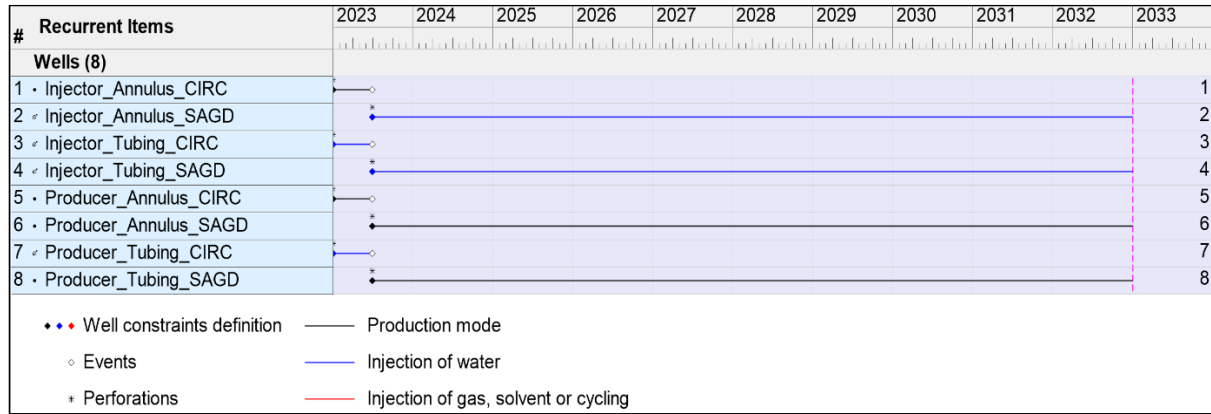 # Recurrent Items 2023 2024 2025 2026 2027 2028 2029 2030 2031 2032 2033
Wells (8)
1 Injector_Annulus_CIRC 1
2 Injector_Annulus_SAGD 2
3 Injector_Tubing_CIRC 3
4 Injector_Tubing_SAGD 4
5 Producer_Annulus_CIRC 5
6 Producer_Annulus_SAGD 6
7 Producer_Tubing_CIRC 7
8 Producer_Tubing_SAGD 8
Well constraints definition Production mode
Events Injection of water
* Perforations Injection of gas, solvent or cycling